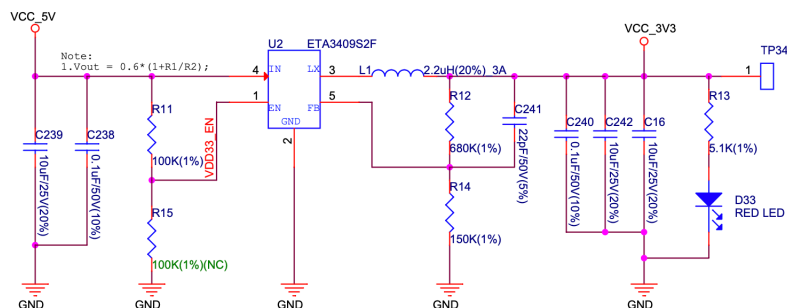 VCC_5V
VCC_3V3
U2 ETA3409S2F
TP34
Note:
1.Vout = 0.6*(1+R1/R2);
4 IN LX 3
L1 2.2uH(20%)_3A
1
1 EN FB 5
GND
2
R11
100K(1%)
VDD33_EN
R12
680K(1%)
C241
22pF/50V(5%)
C240
0.1uF/50V(10%)
C242
10uF/25V(20%)
C16
10uF/25V(20%)
R13
5.1K(1%)
C239
10uF/25V(20%)
C238
0.1uF/50V(10%)
R15
100K(1%)(NC)
R14
150K(1%)
D33
RED LED
GND
GND
GND
GND
GND